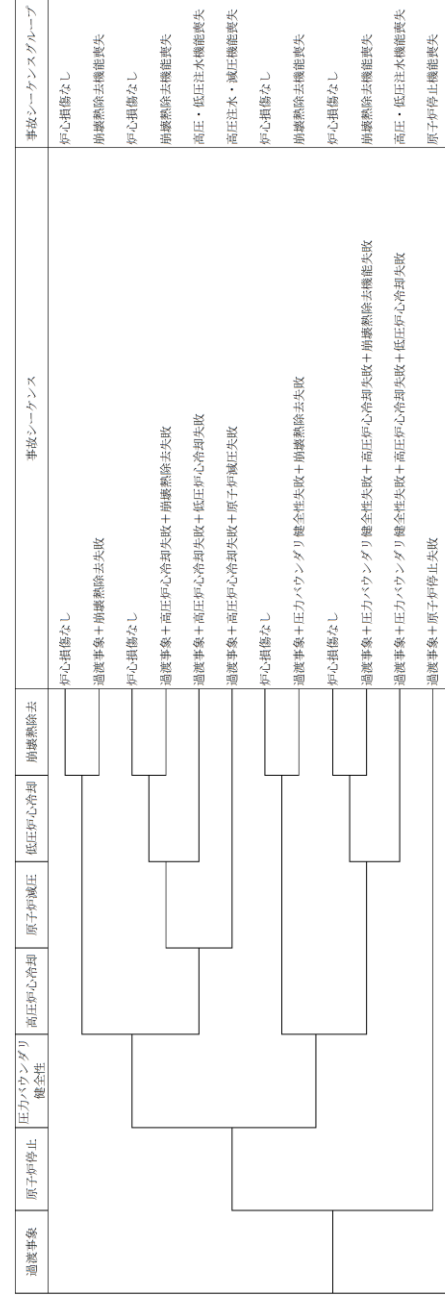 過渡事象
原子炉停止
圧力バウンダリ
健全性
高圧炉心冷却
原子炉減圧
低圧炉心冷却
崩壊熱除去
事故シーケンス
事故シーケンスグループ
炉心損傷なし
炉心損傷なし
過渡事象＋崩壊熱除去失敗
崩壊熱除去機能喪失
炉心損傷なし
炉心損傷なし
過渡事象＋高圧炉心冷却失敗＋崩壊熱除去失敗
崩壊熱除去機能喪失
過渡事象＋高圧炉心冷却失敗＋低圧炉心冷却失敗
高圧・低圧注水機能喪失
過渡事象＋高圧炉心冷却失敗＋原子炉減圧失敗
高圧注水・減圧機能喪失
炉心損傷なし
炉心損傷なし
過渡事象＋圧力バウンダリ健全性失敗＋崩壊熱除去失敗
崩壊熱除去機能喪失
炉心損傷なし
炉心損傷なし
過渡事象＋圧力バウンダリ健全性失敗＋高圧炉心冷却失敗＋崩壊熱除去機能失敗
崩壊熱除去機能喪失
過渡事象＋圧力バウンダリ健全性失敗＋高圧炉心冷却失敗＋低圧炉心冷却失敗
高圧・低圧注水機能喪失
過渡事象＋原子炉停止失敗
原子炉停止機能喪失